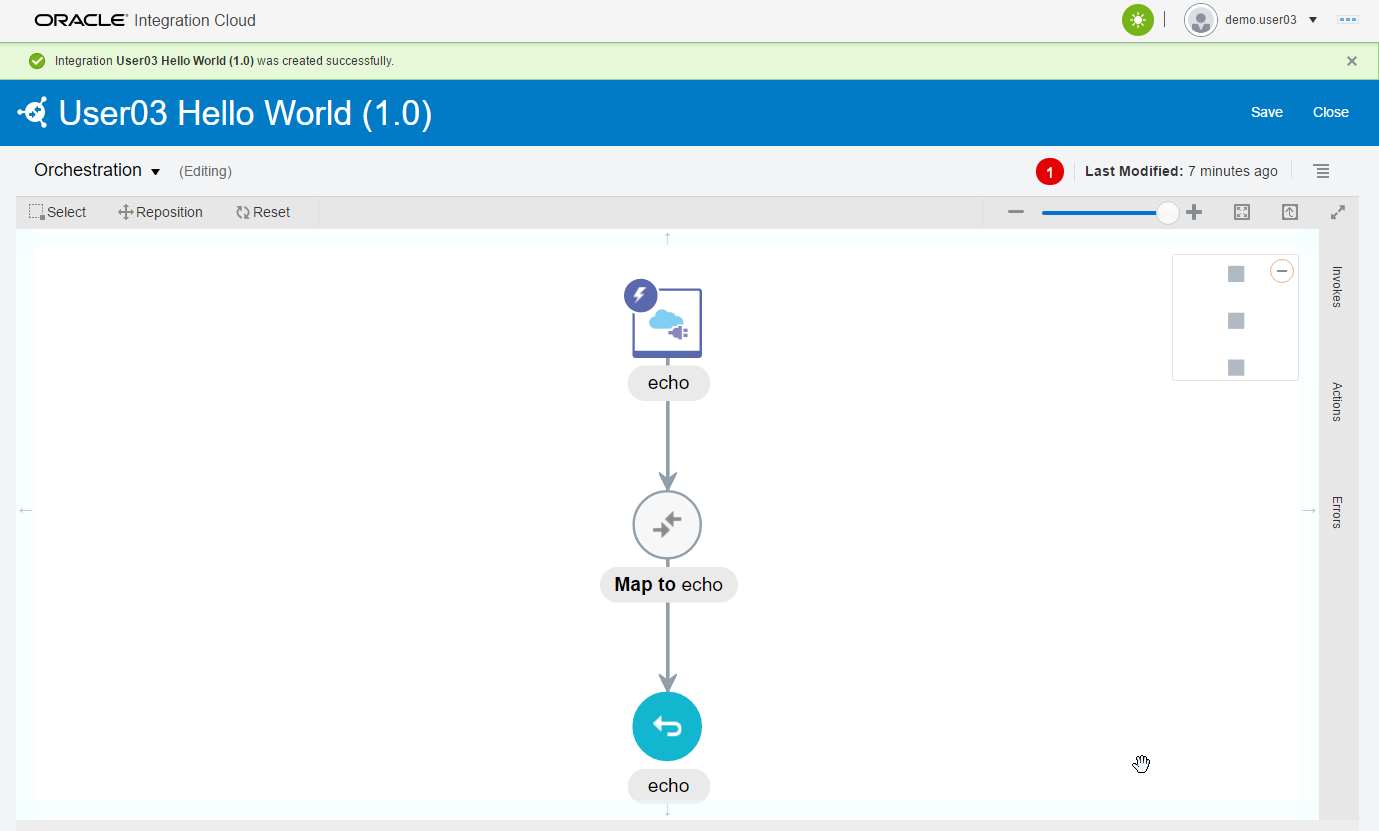 ORACLE® Integration Cloud
demo.user03
Integration User03 Hello World (1.0) was created successfully.
User03 Hello World (1.0)
Save
Close
Orchestration
(Editing)
1
Last Modified: 7 minutes ago
Select
Reposition
Reset
echo
Map to echo
echo
Invokes
Actions
Errors